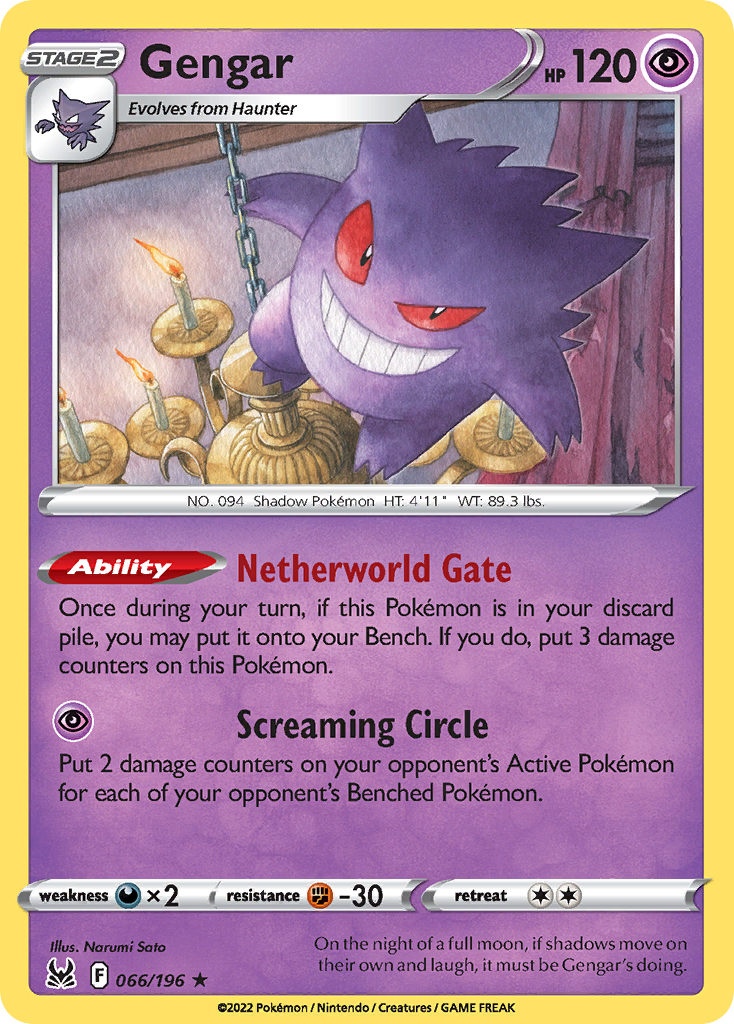 STAGE2
Gengar
HP 120
Evolves from Haunter
NO. 094 Shadow Pokémon HT: 4'11" WT: 89.3 lbs.
Ability Netherworld Gate
Once during your turn, if this Pokémon is in your discard
pile, you may put it onto your Bench. If you do, put 3 damage
counters on this Pokémon.
Screaming Circle
Put 2 damage counters on your opponent's Active Pokémon
for each of your opponent's Benched Pokémon.
weakness ×2 resistance -30 retreat
Illus. Narumi Sato
On the night of a full moon, if shadows move on
their own and laugh, it must be Gengar's doing.
F 066/196 ★
©2022 Pokémon / Nintendo / Creatures / GAME FREAK